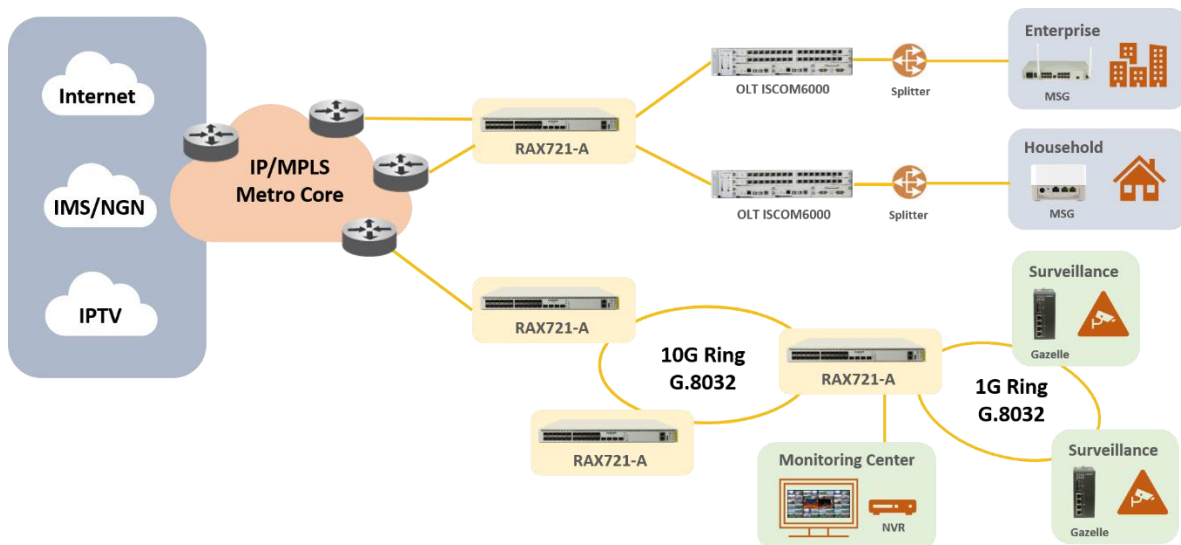 Internet
IMS/NGN
IPTV
IP/MPLS
Metro Core
RAX721-A
OLT ISCOM6000
Splitter
Enterprise
MSG
OLT ISCOM6000
Splitter
Household
MSG
RAX721-A
10G Ring
G.8032
RAX721-A
RAX721-A
1G Ring
G.8032
Surveillance
Gazelle
Monitoring Center
NVR
Surveillance
Gazelle